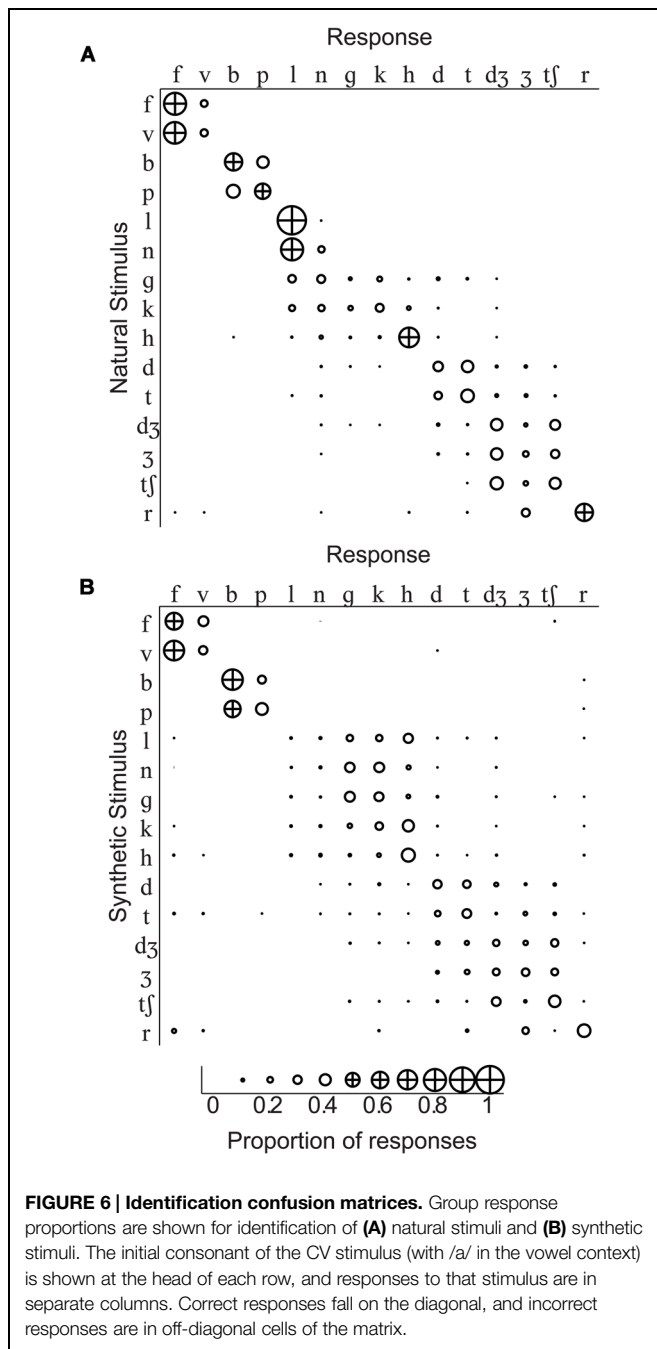 A
Response
f v b p l n g k h d t dʒ ʒ tʃ r
Natural Stimulus
f
v
b
p
l
n
g
k
h
d
t
dʒ
ʒ
tʃ
r
Response
B
f v b p l n g k h d t dʒ ʒ tʃ r
Synthetic Stimulus
f
v
b
p
l
n
g
k
h
d
t
dʒ
ʒ
tʃ
r
0 0.2 0.4 0.6 0.8 1
Proportion of responses
FIGURE 6 | Identification confusion matrices. Group response
proportions are shown for identification of (A) natural stimuli and (B) synthetic
stimuli. The initial consonant of the CV stimulus (with /a/ in the vowel context)
is shown at the head of each row, and responses to that stimulus are in
separate columns. Correct responses fall on the diagonal, and incorrect
responses are in off-diagonal cells of the matrix.